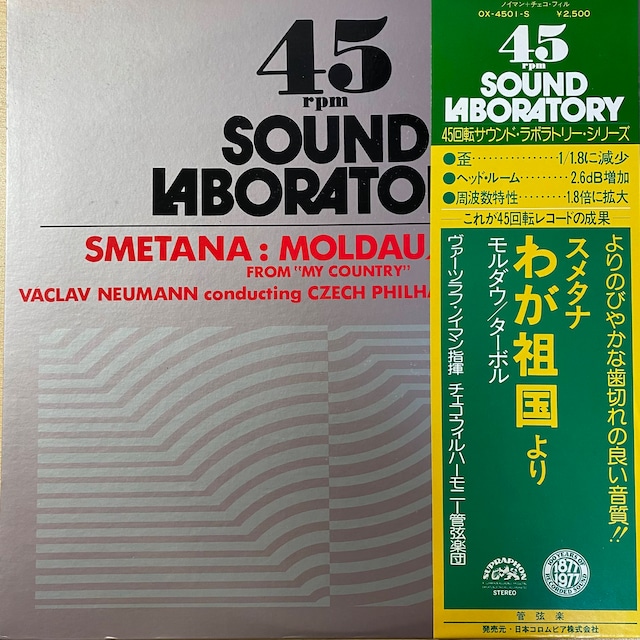 45
rpm
SOUND
LABORATO
SMETANA : MOLDAU
FROM "MY COUNTRY"
VACLAV NEUMANN conducting CZECH PHILHA
ノイマン＋チェコ・フィル
OX-4501-S ￥2,500
45
rpm
SOUND
LABORATORY
45回転サウンド・ラボラトリー・シリーズ
●歪……………1/1.8に減少
●ヘッド・ルーム………2.6dB増加
●周波数特性………1.8倍に拡大
これが45回転レコードの成果
よりのびやかな歯切れの良い音質!!
スメタナ
わが祖国より
モルダウ／ターボル
ヴァーツラフ・ノイマン指揮 チェコ・フィルハーモニー管弦楽団
SUPRAPHON
STEREO
100 YEARS OF
1877
1977
RECORDED SOUND
管弦楽
発売元・日本コロムビア株式会社